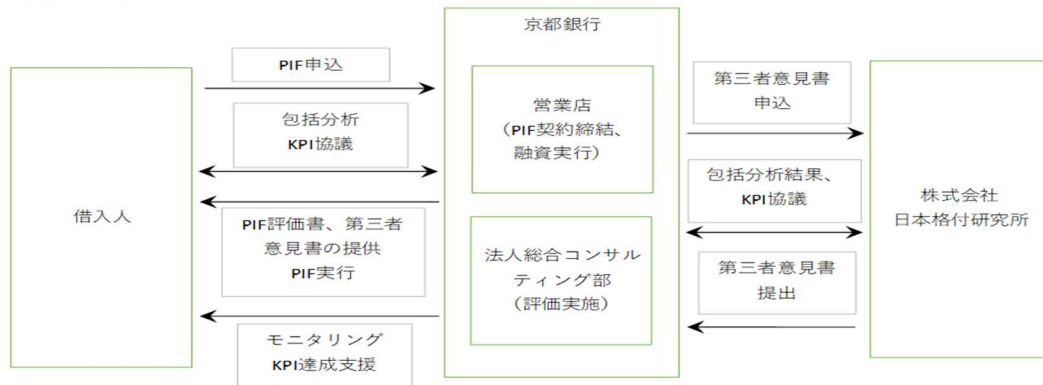 京都銀行
PIF申込
包括分析
KPI協議
借入人
PIF評価書、第三者
意見書の提供
PIF実行
モニタリング
KPI達成支援
営業店
（PIF契約締結、
融資実行）
法人総合コンサル
ティング部
（評価実施）
第三者意見書
申込
包括分析結果、
KPI協議
第三者意見書
提出
株式会社
日本格付研究所